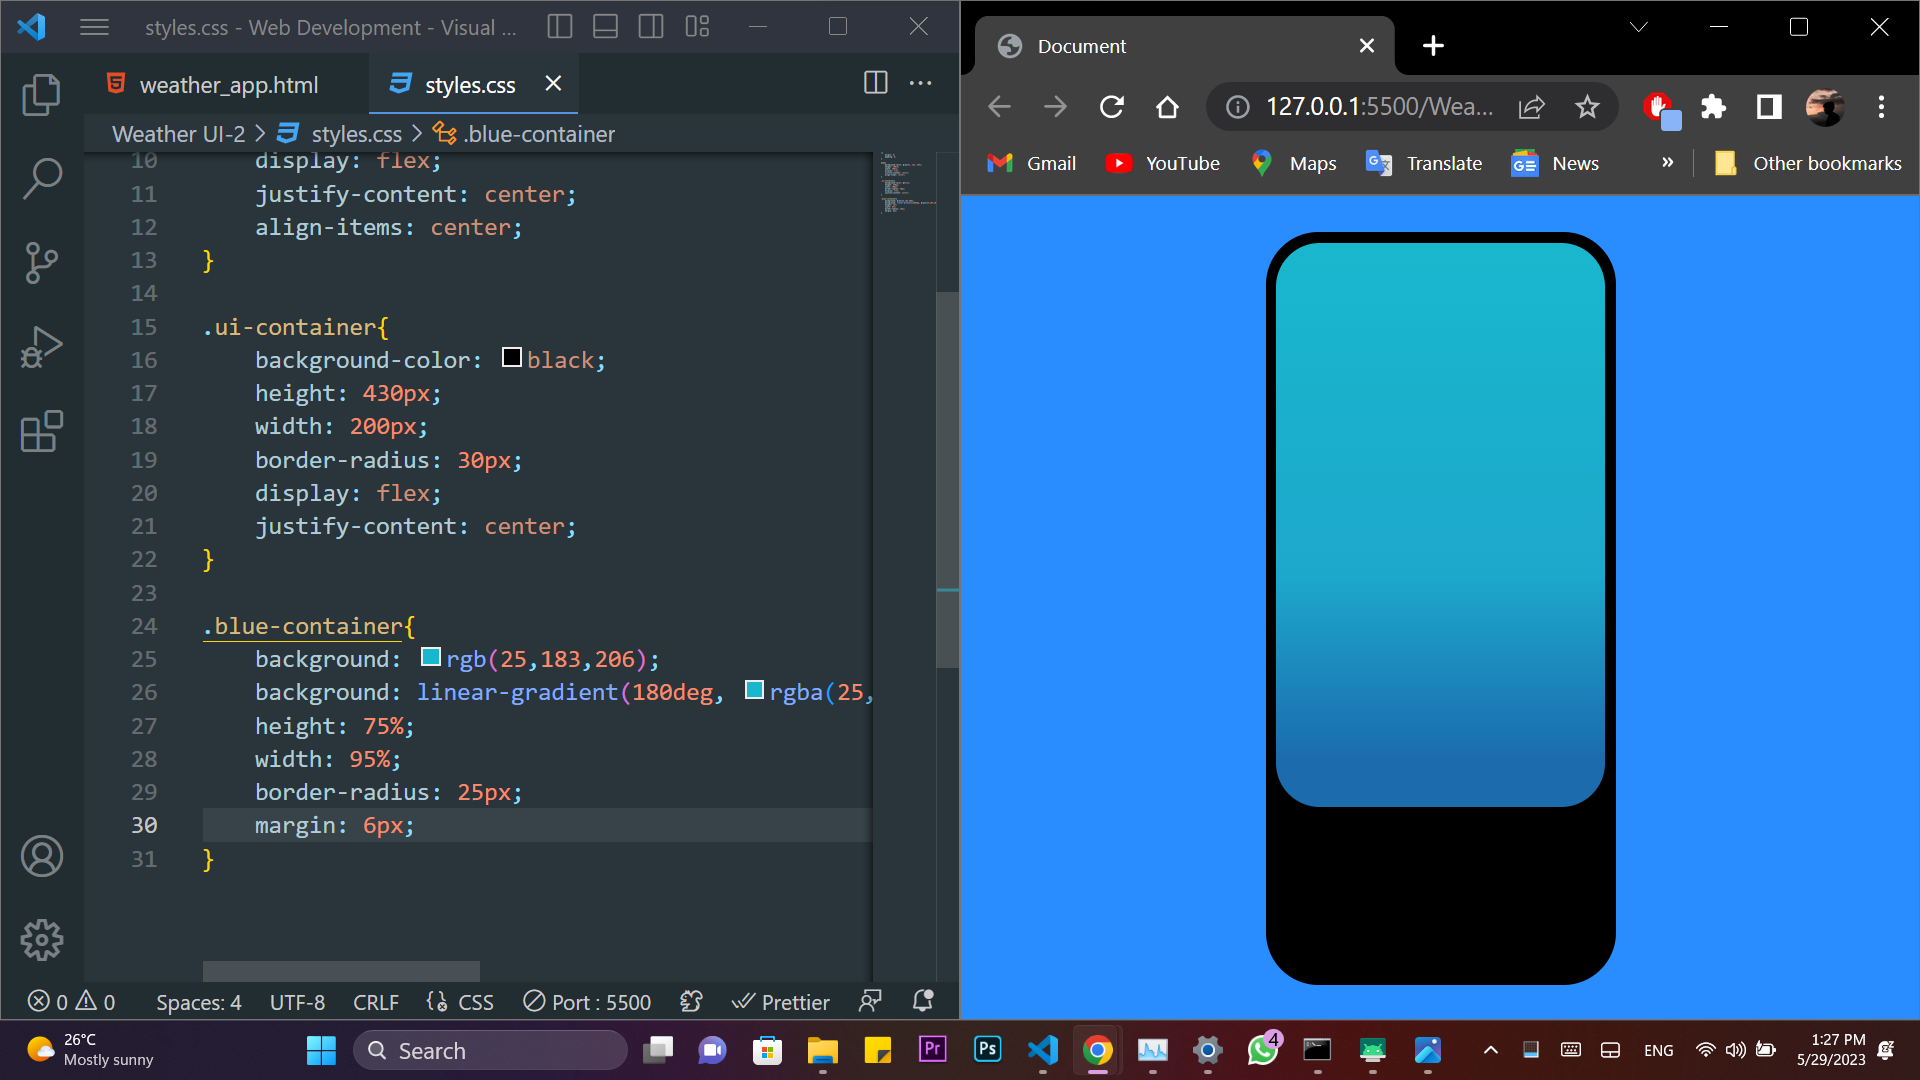 styles.css - Web Development - Visual ...
weather_app.html
styles.css
Weather UI-2 > styles.css > .blue-container
10 display: flex;
11 justify-content: center;
12 align-items: center;
13 }
14
15 .ui-container{
16 background-color: black;
17 height: 430px;
18 width: 200px;
19 border-radius: 30px;
20 display: flex;
21 justify-content: center;
22 }
23
24 .blue-container{
25 background: rgb(25,183,206);
26 background: linear-gradient(180deg, rgba(25,
27 height: 75%;
28 width: 95%;
29 border-radius: 25px;
30 margin: 6px;
31 }
0 0 Spaces: 4 UTF-8 CRLF {} CSS Port : 5500 Prettier
Document
127.0.0.1:5500/Wea...
Gmail YouTube Maps Translate News » Other bookmarks
26°C
Mostly sunny
Search
Pr
Ps
4
ENG
1:27 PM
5/29/2023